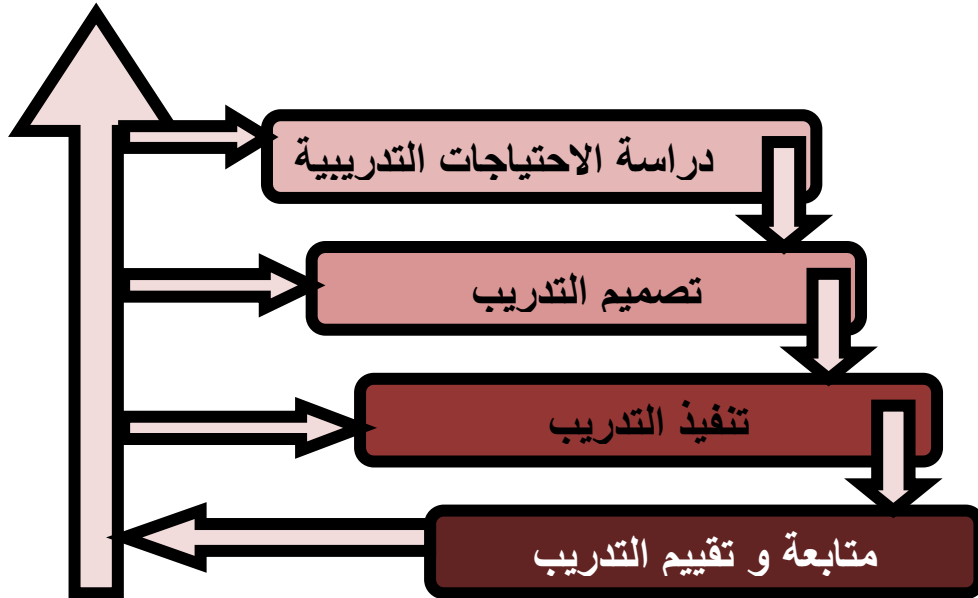 دراسة الاحتياجات التدريبية
تصميم التدريب
تنفيذ التدريب
متابعة و تقييم التدريب